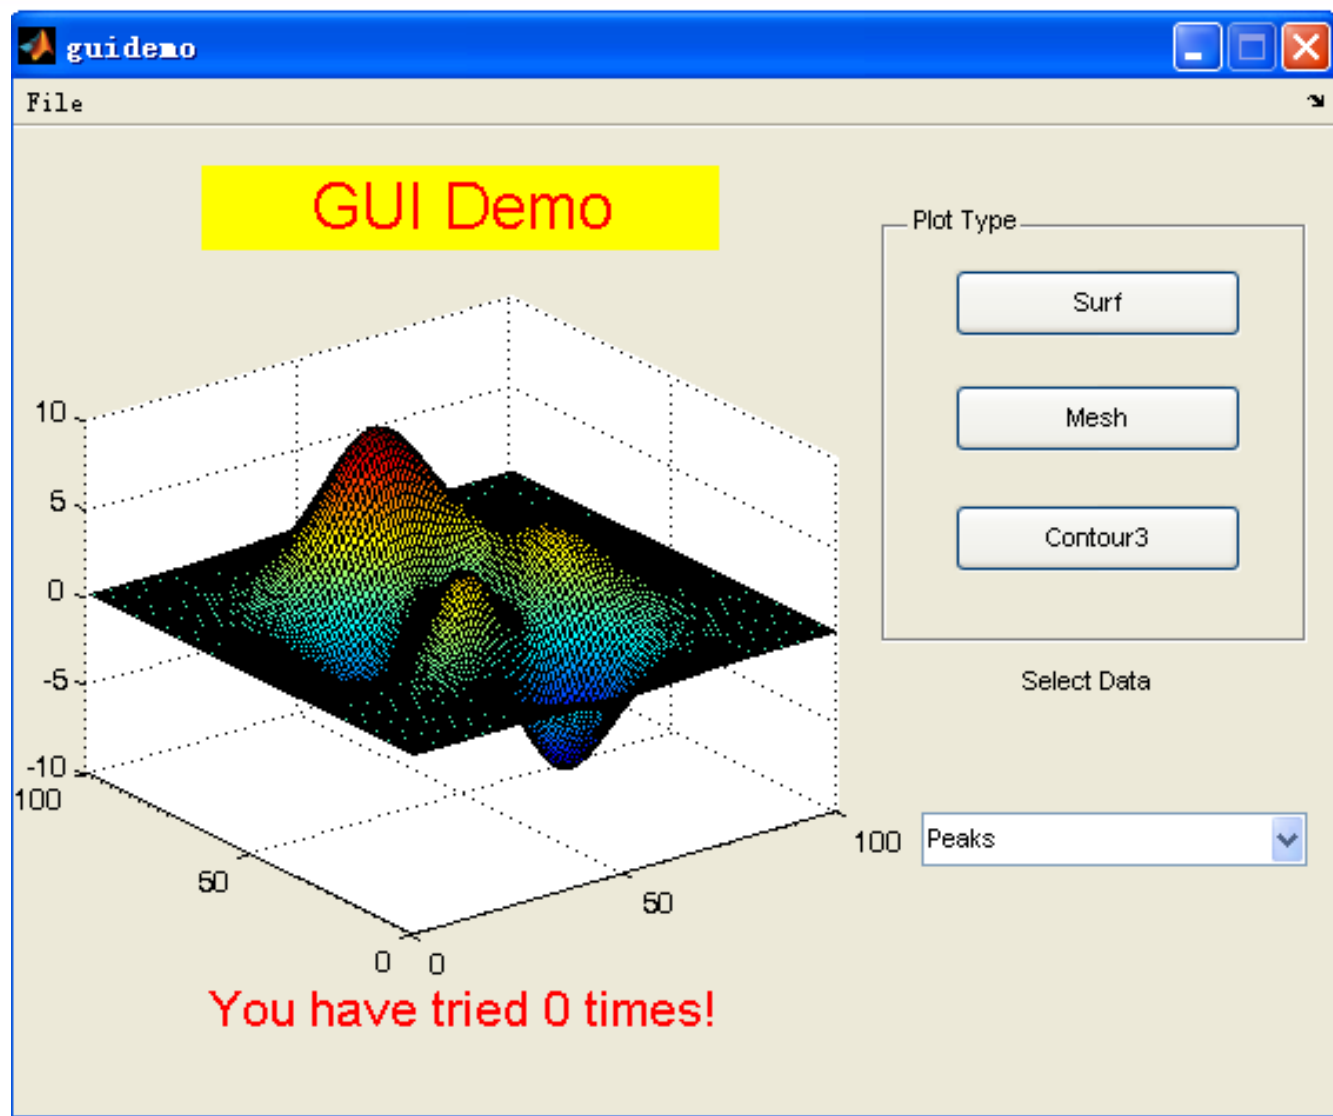 guidemo
File
GUI Demo
Plot Type
Surf
Mesh
Contour3
Select Data
Peaks
10
5
0
-5
-10
100
50
0
0
50
100
You have tried 0 times!